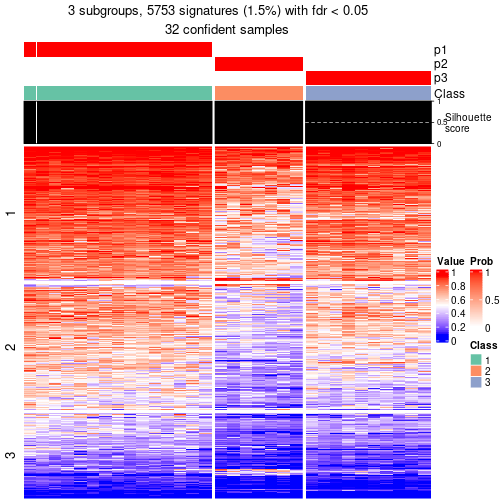 3 subgroups, 5753 signatures (1.5%) with fdr < 0.05
32 confident samples
p1
p2
p3
Class
1
0.5
0
Silhouette
score
1
2
3
Value
1
0.8
0.6
0.4
0.2
0
Prob
1
0.5
0
Class
1
2
3